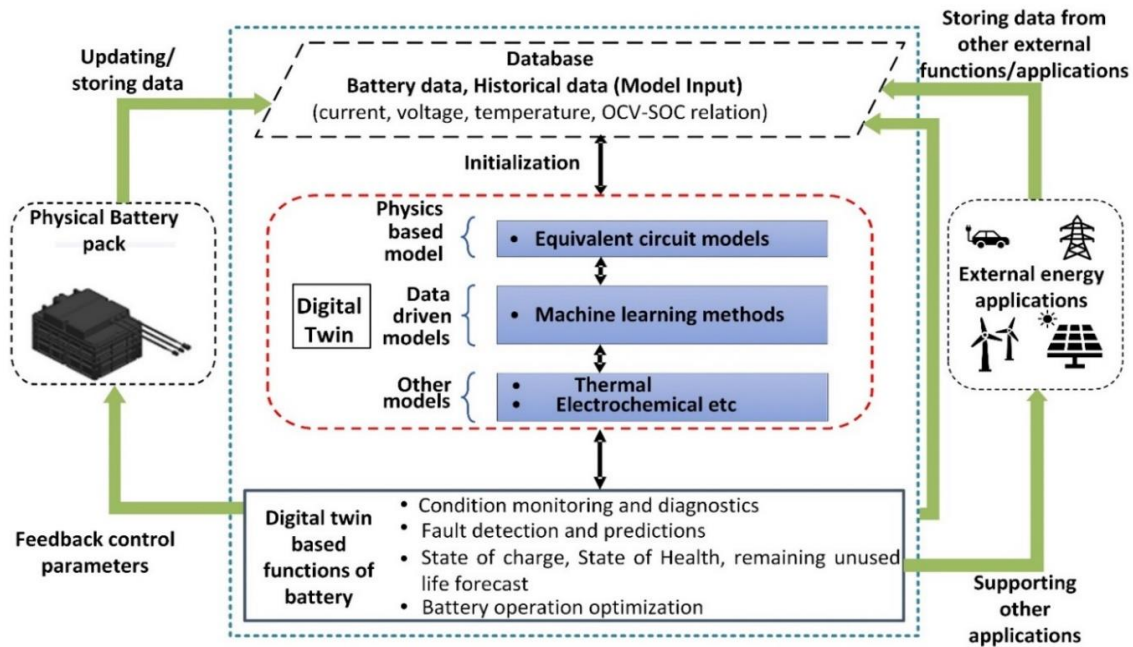 Updating/
storing data
Database
Battery data, Historical data (Model Input)
(current, voltage, temperature, OCV-SOC relation)
Storing data from
other external
functions/applications
Initialization
Physical Battery
pack
Physics
based
model
• Equivalent circuit models
Digital
Twin
Data
driven
models
• Machine learning methods
Other
models
• Thermal
• Electrochemical etc
External energy
applications
Feedback control
parameters
Digital twin
based
functions of
battery
• Condition monitoring and diagnostics
• Fault detection and predictions
• State of charge, State of Health, remaining unused
life forecast
• Battery operation optimization
Supporting
other
applications